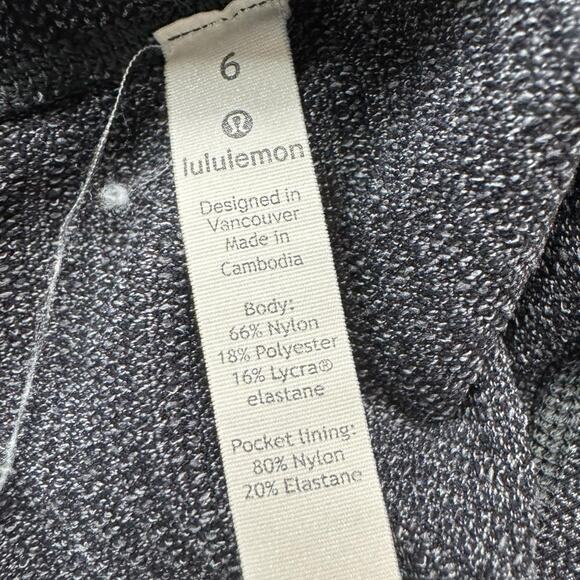 6
lululemon
Designed in
Vancouver
Made in
Cambodia
Body:
66% Nylon
18% Polyester
16% Lycra®
elastane
Pocket lining:
80% Nylon
20% Elastane